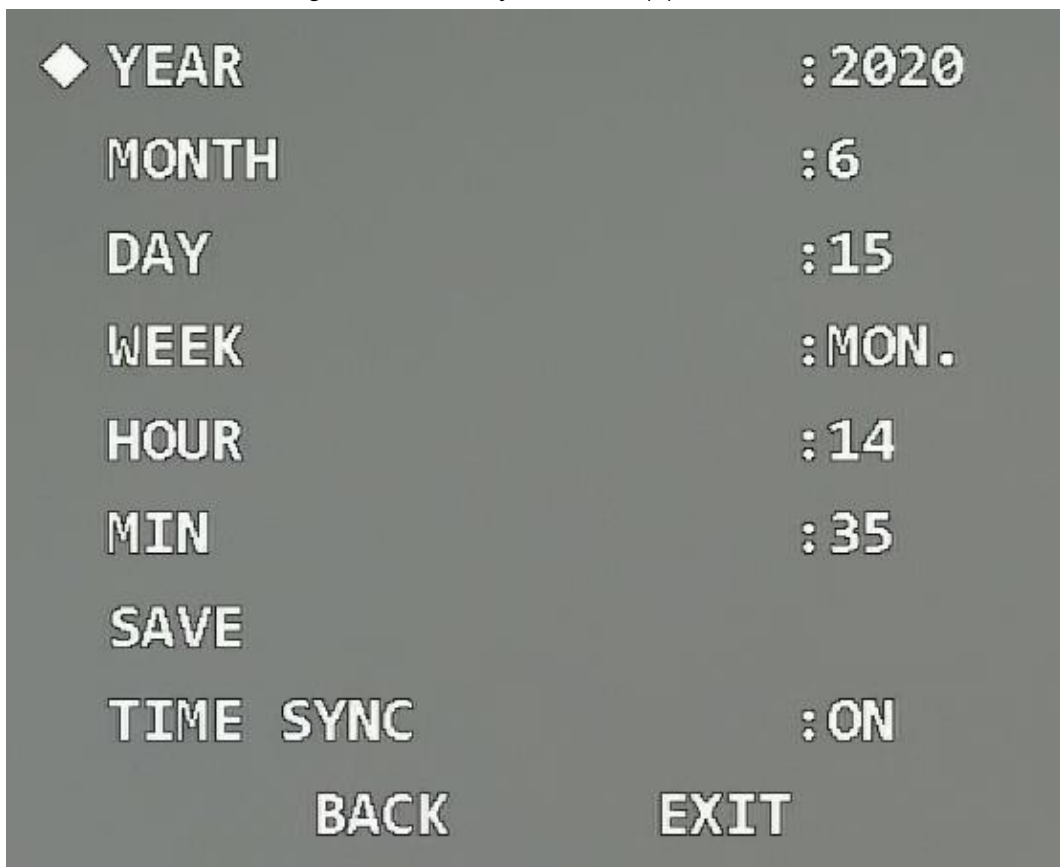 YEAR :2020
MONTH :6
DAY :15
WEEK :MON.
HOUR :14
MIN :35
SAVE
TIME SYNC :ON
BACK EXIT